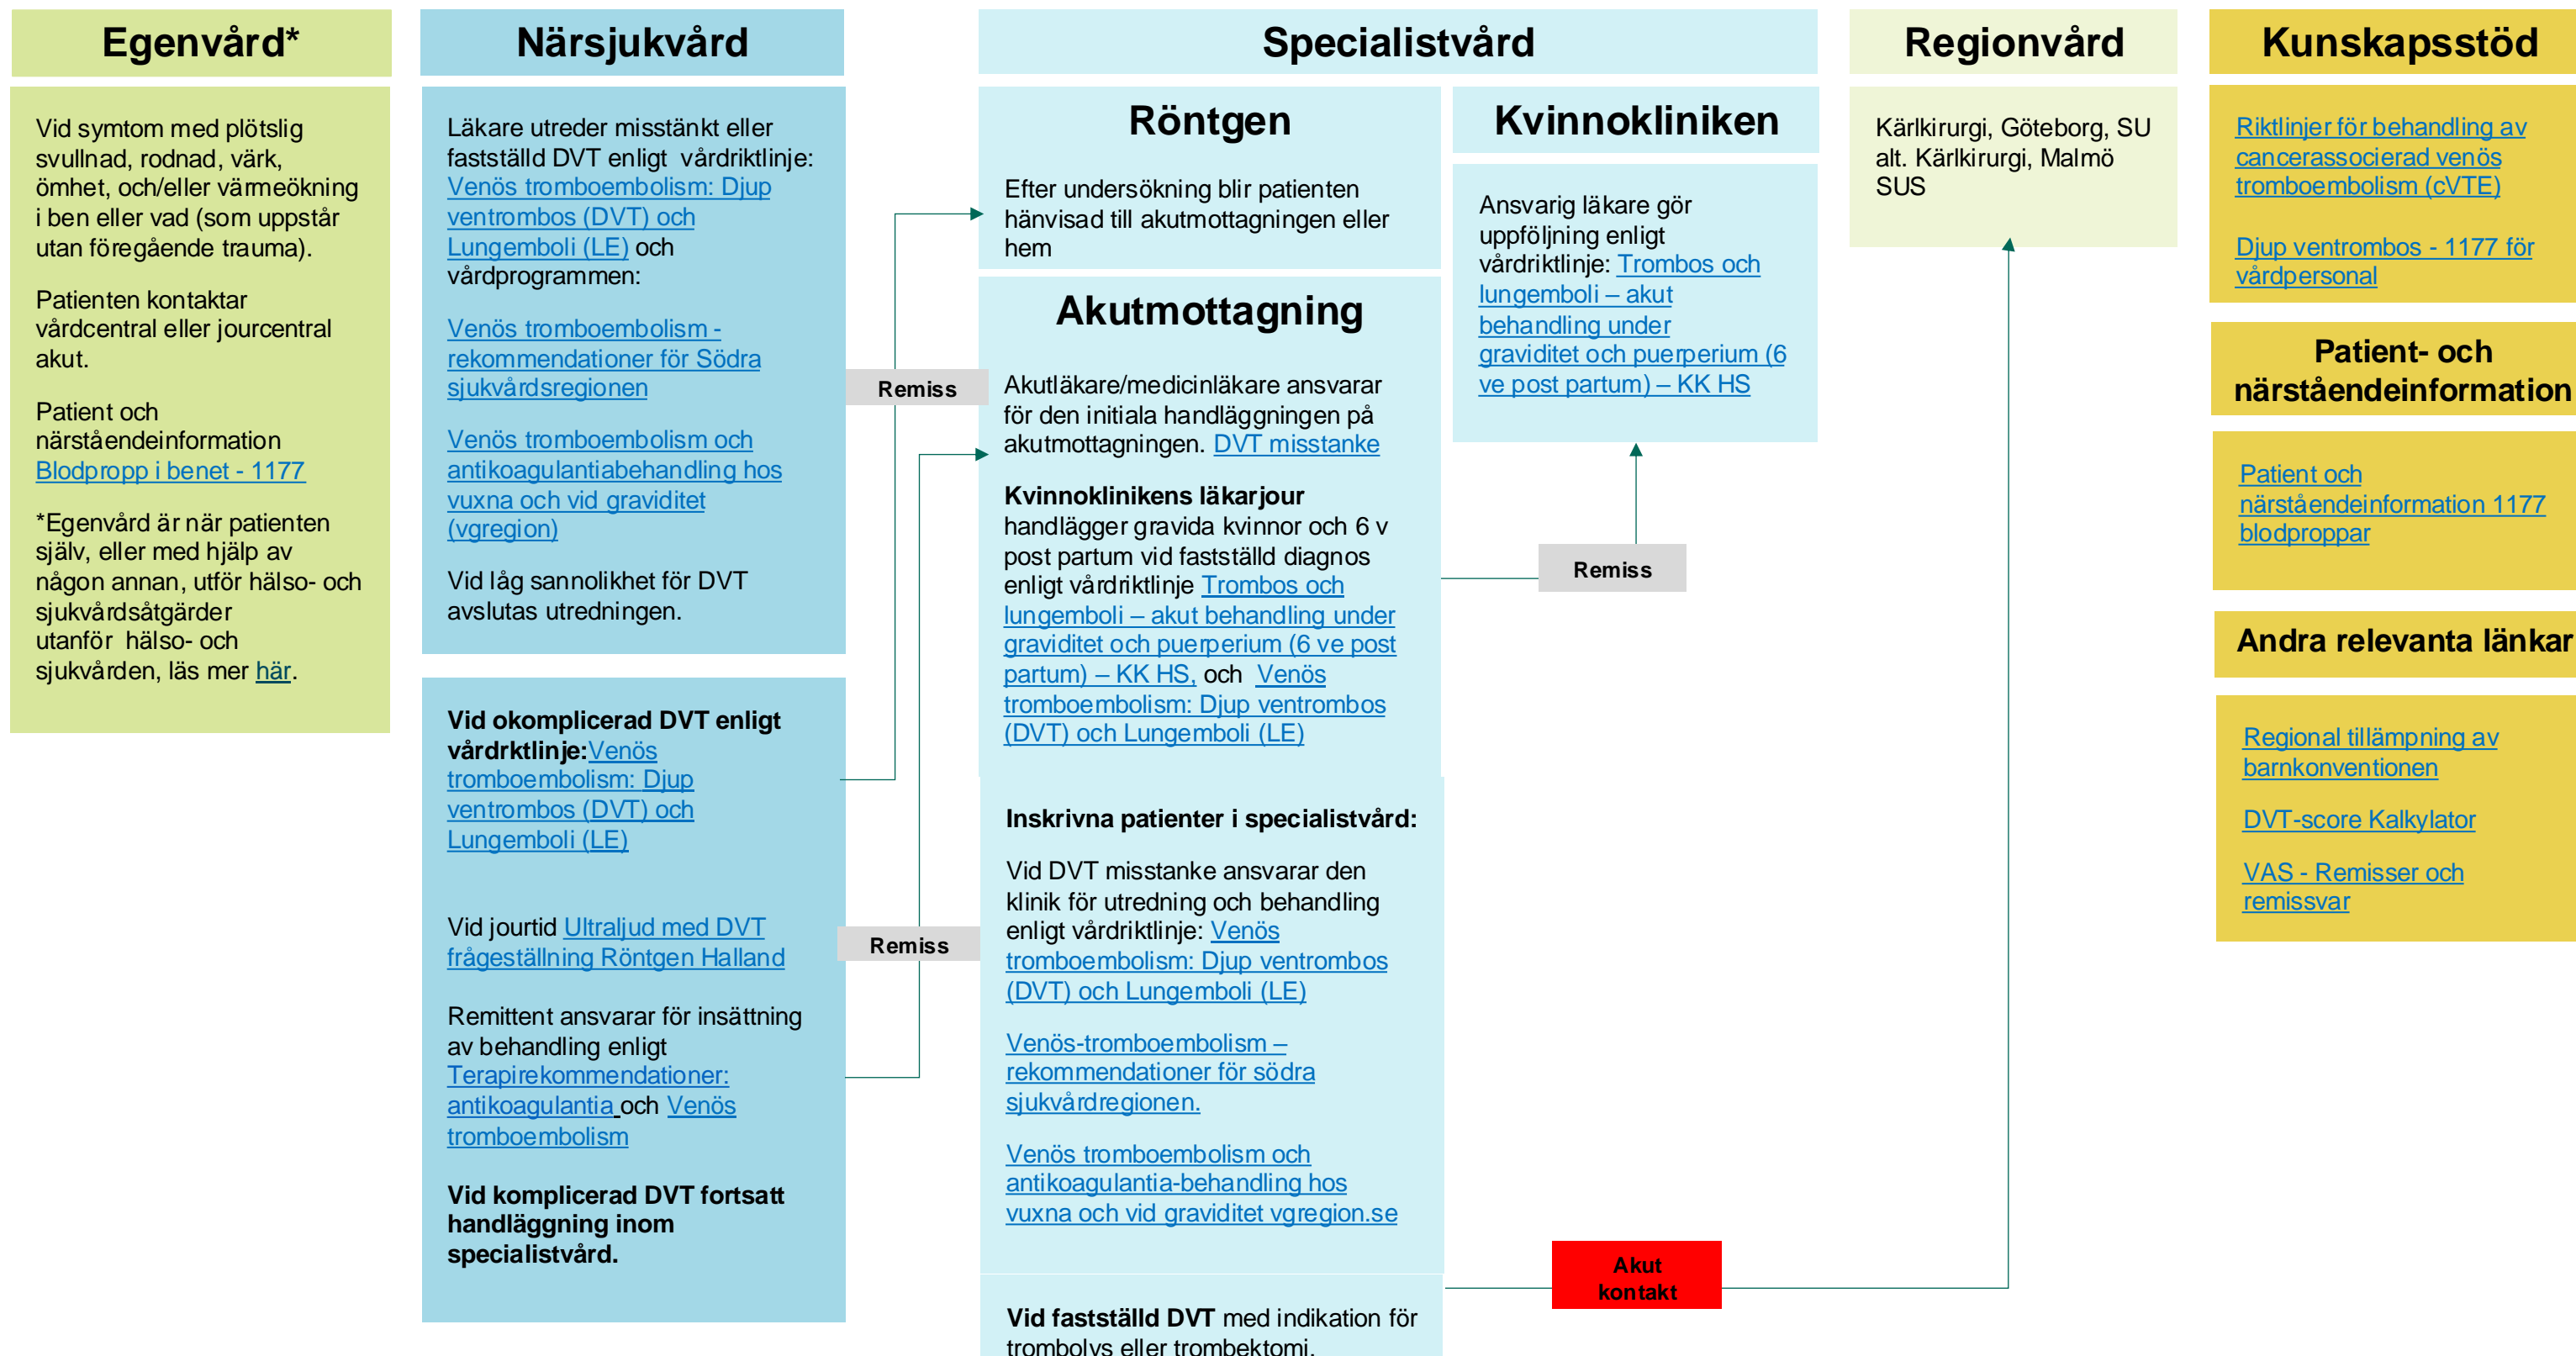 Egenvård*
Vid symtom med plötslig
svullnad, rodnad, värk,
ömhet, och/eller värmeökning
i ben eller vad (som uppstår
utan föregående trauma).
Patienten kontaktar
vårdcentral eller jourcentral
akut.
Patient och
närståendeinformation
Blodpropp i benet - 1177
*Egenvård är när patienten
själv, eller med hjälp av
någon annan, utför hälso- och
sjukvårdsåtgärder
utanför hälso- och
sjukvården, läs mer här.
Närsjukvård
Läkare utreder misstänkt eller
fastställd DVT enligt vårdriktlinje:
Venös tromboembolism: Djup
ventrombos (DVT) och
Lungemboli (LE) och
vårdprogrammen:
Venös tromboembolism -
rekommendationer för Södra
sjukvårdsregionen
Venös tromboembolism och
antikoagulantiabehandling hos
vuxna och vid graviditet
(vgregion)
Vid låg sannolikhet för DVT
avslutas utredningen.
Vid okomplicerad DVT enligt
vårdrktlinje:Venös
tromboembolism: Djup
ventrombos (DVT) och
Lungemboli (LE)
Vid jourtid Ultraljud med DVT
frågeställning Röntgen Halland
Remittent ansvarar för insättning
av behandling enligt
Terapirekommendationer:
antikoagulantia och Venös
tromboembolism
Vid komplicerad DVT fortsatt
handläggning inom
specialistvård.
Remiss
Remiss
Specialistvård
Röntgen
Efter undersökning blir patienten
hänvisad till akutmottagningen eller
hem
Akutmottagning
Akutläkare/medicinläkare ansvarar
för den initiala handläggningen på
akutmottagningen. DVT misstanke
Kvinnoklinikens läkarjour
handlägger gravida kvinnor och 6 v
post partum vid fastställd diagnos
enligt vårdriktlinje Trombos och
lungemboli – akut behandling under
graviditet och puerperium (6 ve post
partum) – KK HS, och Venös
tromboembolism: Djup ventrombos
(DVT) och Lungemboli (LE)
Inskrivna patienter i specialistvård:
Vid DVT misstanke ansvarar den
klinik för utredning och behandling
enligt vårdriktlinje: Venös
tromboembolism: Djup ventrombos
(DVT) och Lungemboli (LE)
Venös-tromboembolism –
rekommendationer för södra
sjukvårdregionen.
Venös tromboembolism och
antikoagulantia-behandling hos
vuxna och vid graviditet vgregion.se
Vid fastställd DVT med indikation för
trombolys eller trombektomi.
Kvinnokliniken
Ansvarig läkare gör
uppföljning enligt
vårdriktlinje: Trombos och
lungemboli – akut
behandling under
graviditet och puerperium (6
ve post partum) – KK HS
Remiss
Akut
kontakt
Regionvård
Kärlkirurgi, Göteborg, SU
alt. Kärlkirurgi, Malmö
SUS
Kunskapsstöd
Riktlinjer för behandling av
cancerassocierad venös
tromboembolism (cVTE)
Djup ventrombos - 1177 för
vårdpersonal
Patient- och
närståendeinformation
Patient och
närståendeinformation 1177
blodproppar
Andra relevanta länkar
Regional tillämpning av
barnkonventionen
DVT-score Kalkylator
VAS - Remisser och
remissvar